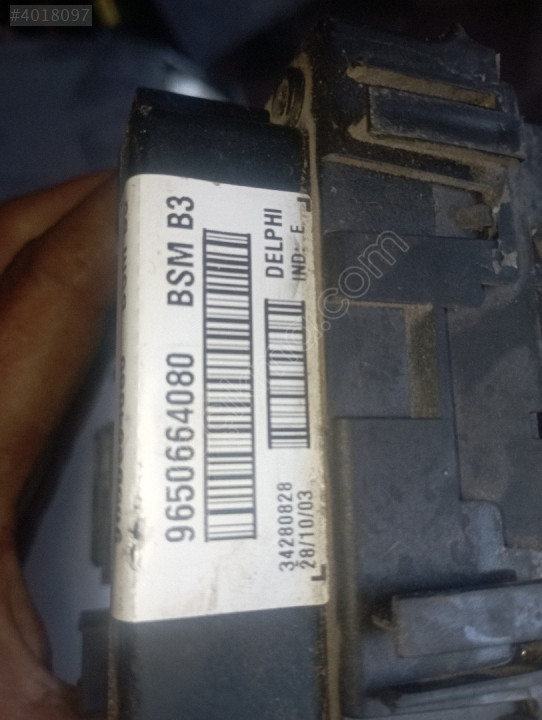 #4018097
9650664080 BSM B3
DELPHI
IND: E
34280828
28/10/03